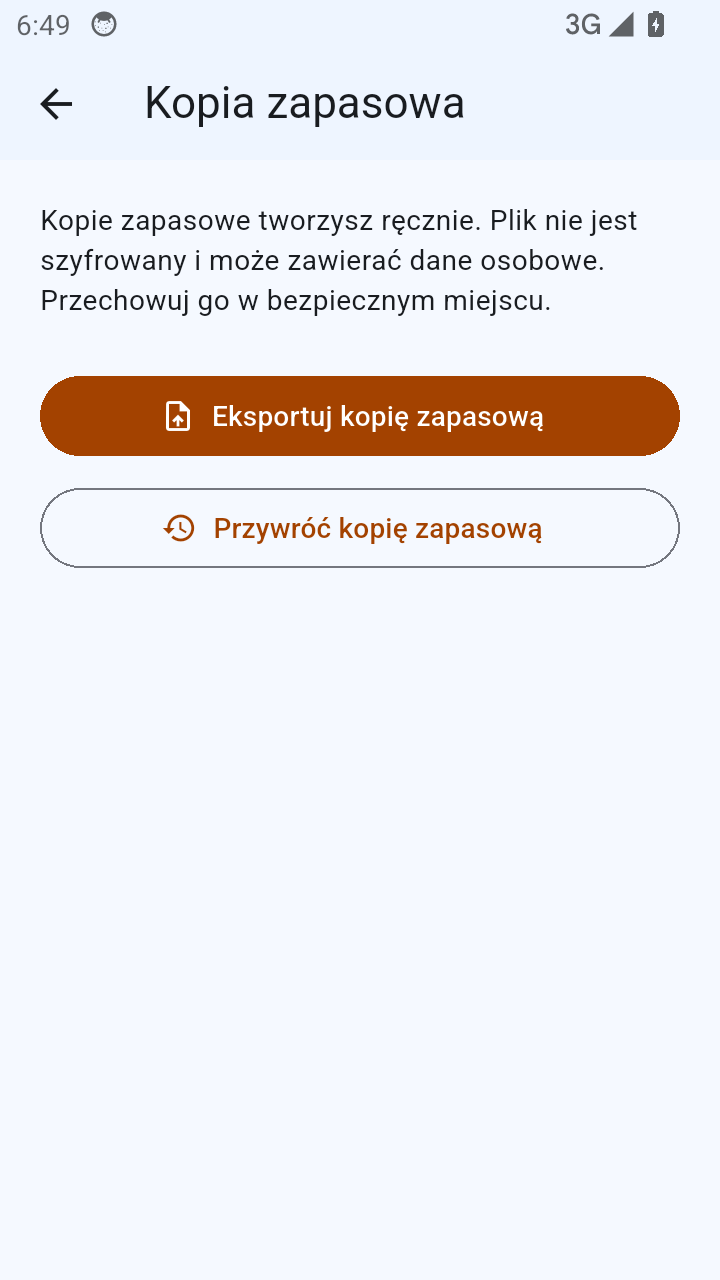 6:49
3G
Kopia zapasowa
Kopie zapasowe tworzysz ręcznie. Plik nie jest
szyfrowany i może zawierać dane osobowe.
Przechowuj go w bezpiecznym miejscu.
Eksportuj kopię zapasową
Przywróć kopię zapasową